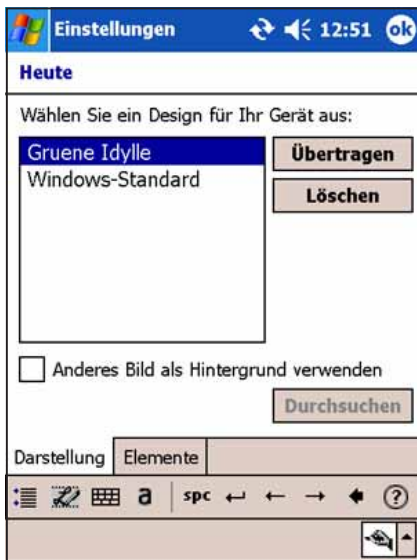 Einstellungen 12:51 ok
Heute
Wählen Sie ein Design für Ihr Gerät aus:
Gruene Idylle
Windows-Standard
Übertragen
Löschen
Anderes Bild als Hintergrund verwenden
Durchsuchen
Darstellung Elemente
a spc ?